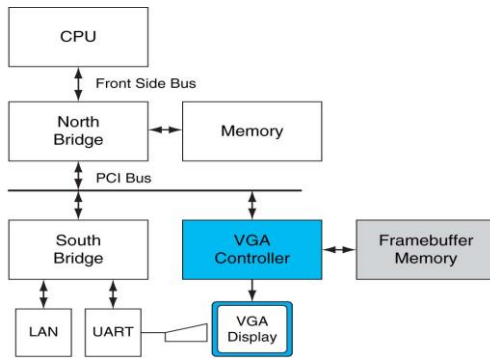 CPU
Front Side Bus
North
Bridge
Memory
PCI Bus
South
Bridge
VGA
Controller
Framebuffer
Memory
LAN
UART
VGA
Display